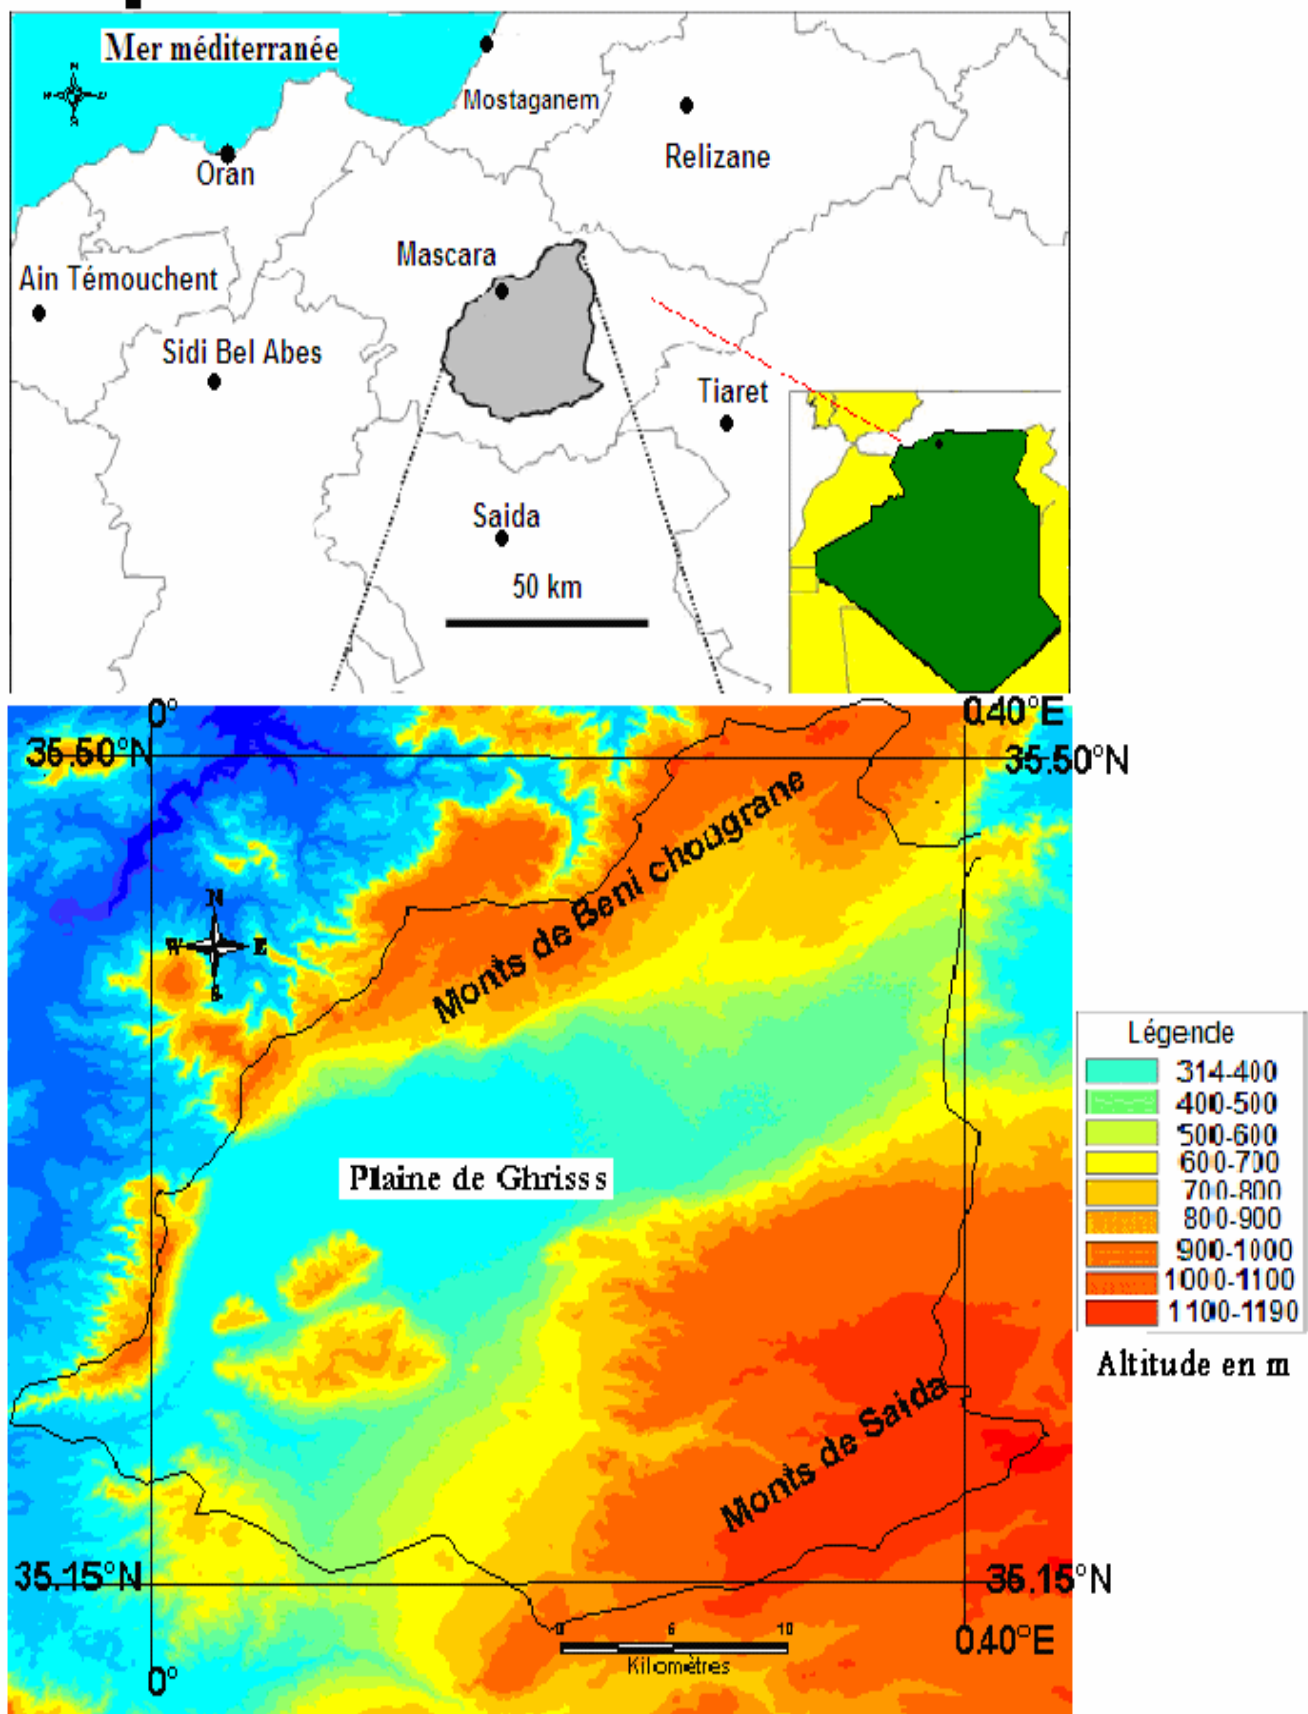 Mer méditerranée
Mostaganem
Relizane
Oran
Mascara
Ain Témouchent
Sidi Bel Abes
Tiaret
Saida
50 km
0°
0.40°E
35.50°N
35.50°N
Monts de Beni chougrane
N
W E
S
Légende
314-400
400-500
500-600
600-700
700-800
800-900
900-1000
1000-1100
1100-1190
Altitude en m
Plaine de Ghrisss
Monts de Saida
35.15°N
35.15°N
0 6 10
Kilomètres
0.40°E
0°